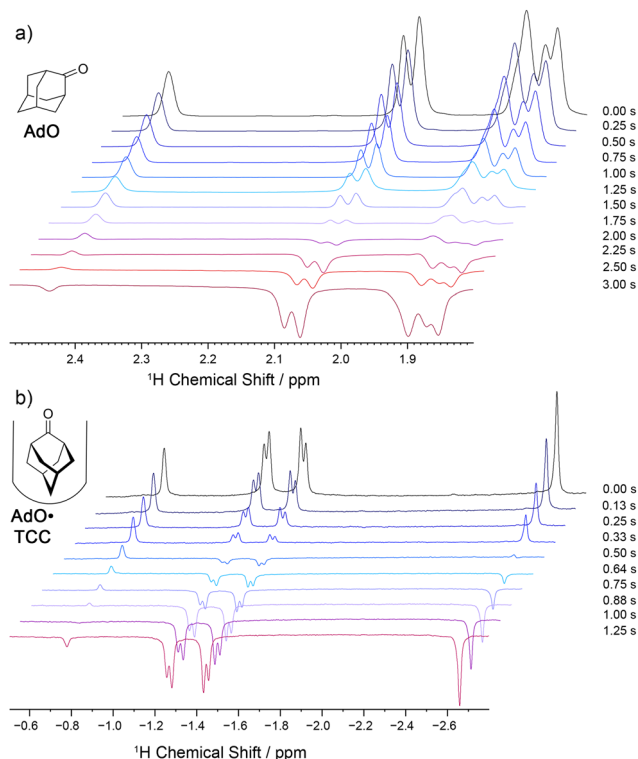 a)
O
AdO
0.00 s
0.25 s
0.50 s
0.75 s
1.00 s
1.25 s
1.50 s
1.75 s
2.00 s
2.25 s
2.50 s
3.00 s
2.4 2.3 2.2 2.1 2.0 1.9
¹H Chemical Shift / ppm
b)
O
AdO•
TCC
0.00 s
0.13 s
0.25 s
0.33 s
0.50 s
0.64 s
0.75 s
0.88 s
1.00 s
1.25 s
−0.6 −0.8 −1.0 −1.2 −1.4 −1.6 −1.8 −2.0 −2.2 −2.4 −2.6
¹H Chemical Shift / ppm